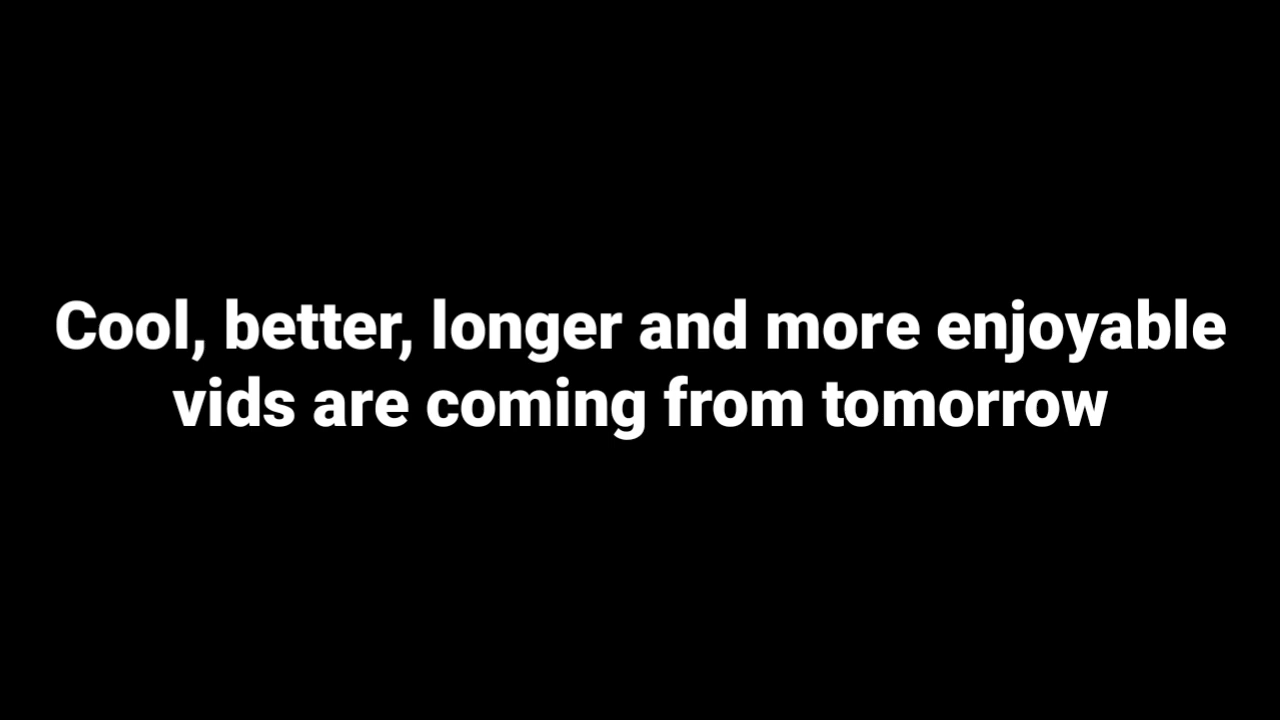 Cool, better, longer and more enjoyable
vids are coming from tomorrow